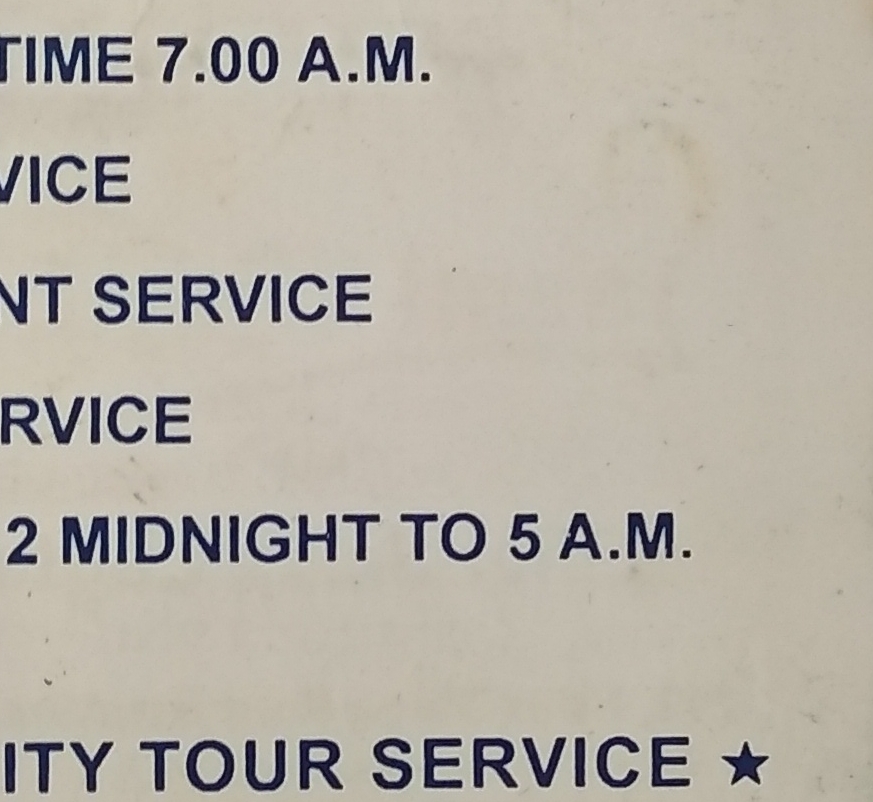 TIME 7.00 A.M.
VICE
NT SERVICE
RVICE
2 MIDNIGHT TO 5 A.M.
ITY TOUR SERVICE ★